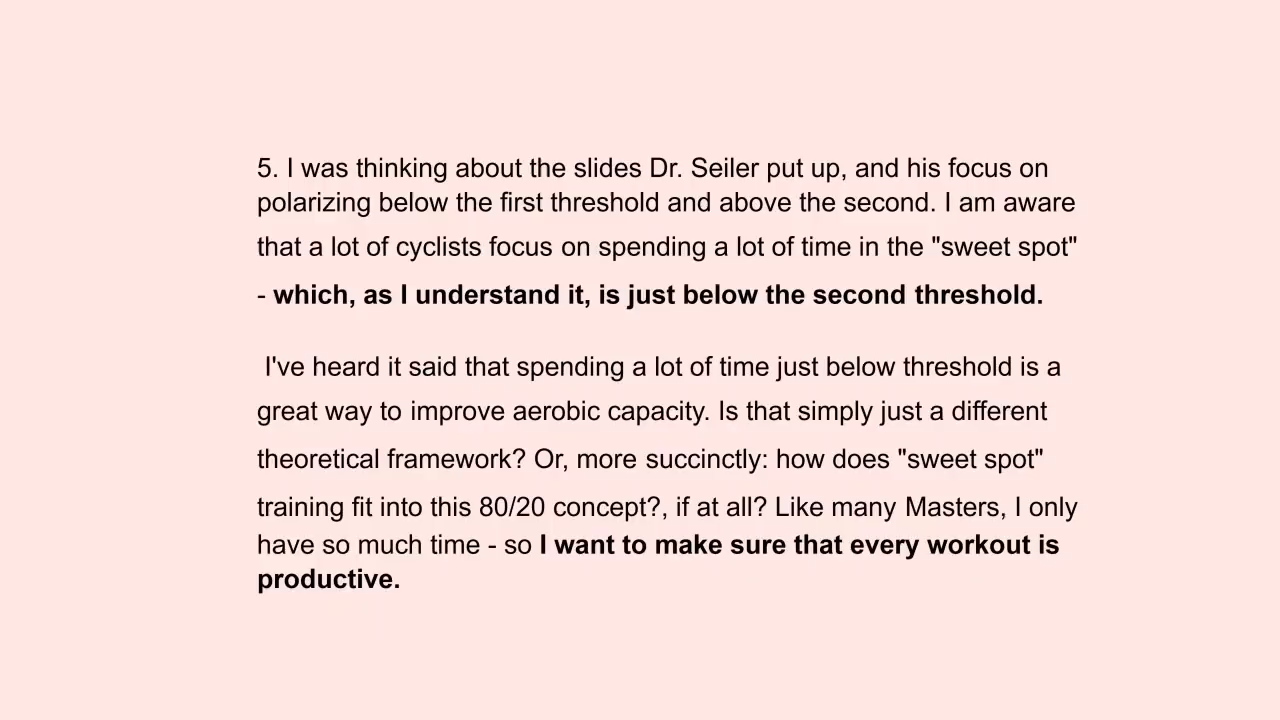 5. I was thinking about the slides Dr. Seiler put up, and his focus on
polarizing below the first threshold and above the second. I am aware
that a lot of cyclists focus on spending a lot of time in the "sweet spot"
- which, as I understand it, is just below the second threshold.
I've heard it said that spending a lot of time just below threshold is a
great way to improve aerobic capacity. Is that simply just a different
theoretical framework? Or, more succinctly: how does "sweet spot"
training fit into this 80/20 concept?, if at all? Like many Masters, I only
have so much time - so I want to make sure that every workout is
productive.